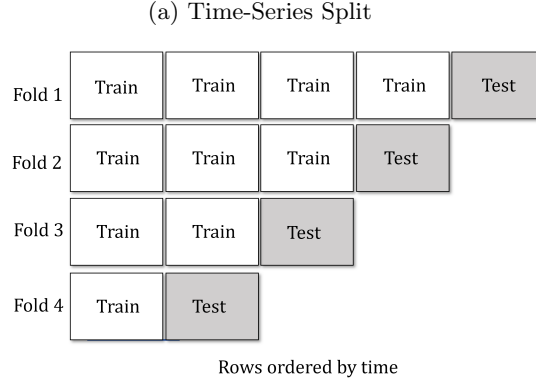 (a) Time-Series Split
Fold 1 Train Train Train Train Test
Fold 2 Train Train Train Test
Fold 3 Train Train Test
Fold 4 Train Test
Rows ordered by time